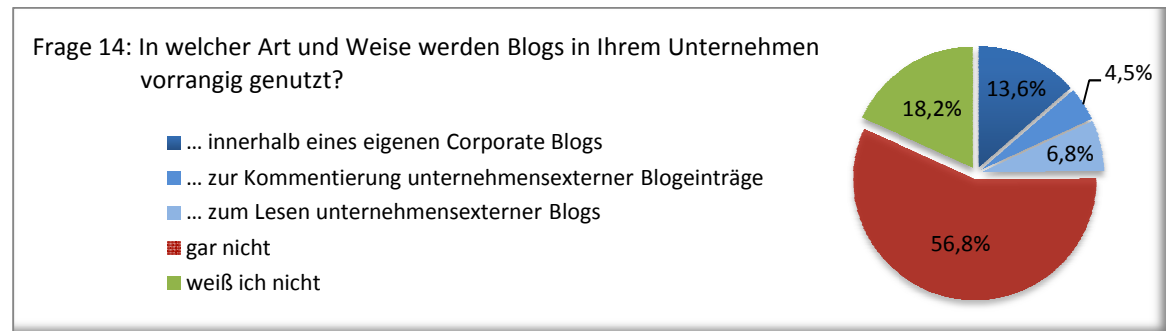 Frage 14: In welcher Art und Weise werden Blogs in Ihrem Unternehmen
vorrangig genutzt?
... innerhalb eines eigenen Corporate Blogs
... zur Kommentierung unternehmensexterner Blogeinträge
... zum Lesen unternehmensexterner Blogs
gar nicht
weiß ich nicht
13,6%
4,5%
6,8%
56,8%
18,2%